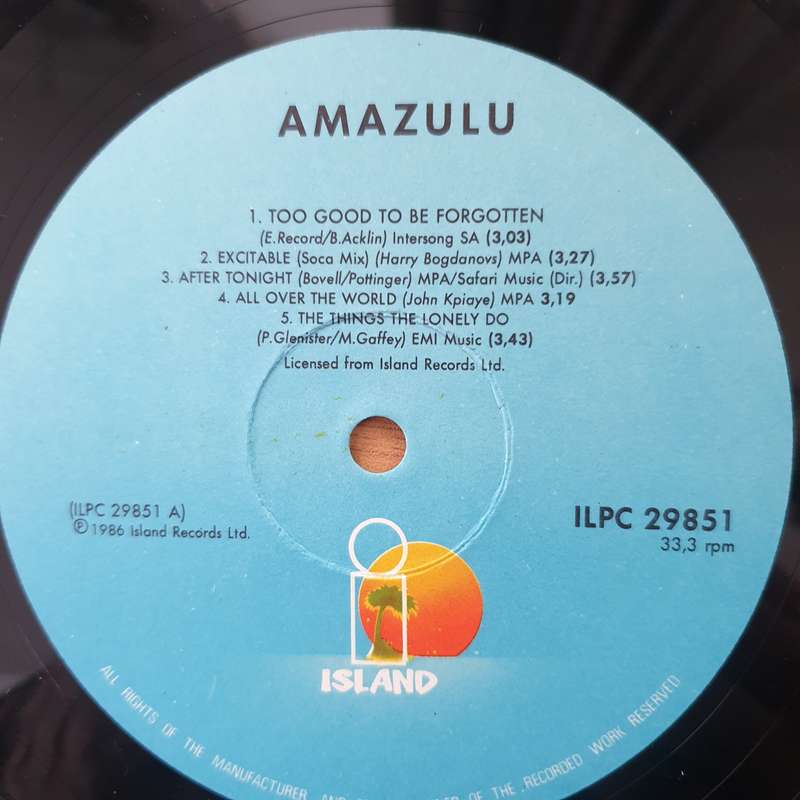 AMAZULU
1. TOO GOOD TO BE FORGOTTEN
(E.Record/B.Acklin) Intersong SA (3,03)
2. EXCITABLE (Soca Mix) (Harry Bogdanovs) MPA (3,27)
3. AFTER TONIGHT (Bovell/Pottinger) MPA/Safari Music (Dir.) (3,57)
4. ALL OVER THE WORLD (John Kpiaye) MPA 3,19
5. THE THINGS THE LONELY DO
(P.Glenister/M.Gaffey) EMI Music (3,43)
Licensed from Island Records Ltd.
(ILPC 29851 A)
℗1986 Island Records Ltd.
ILPC 29851
33,3 rpm
i
ISLAND
ALL RIGHTS OF THE MANUFACTURER AND OF THE RECORDED WORK RESERVED